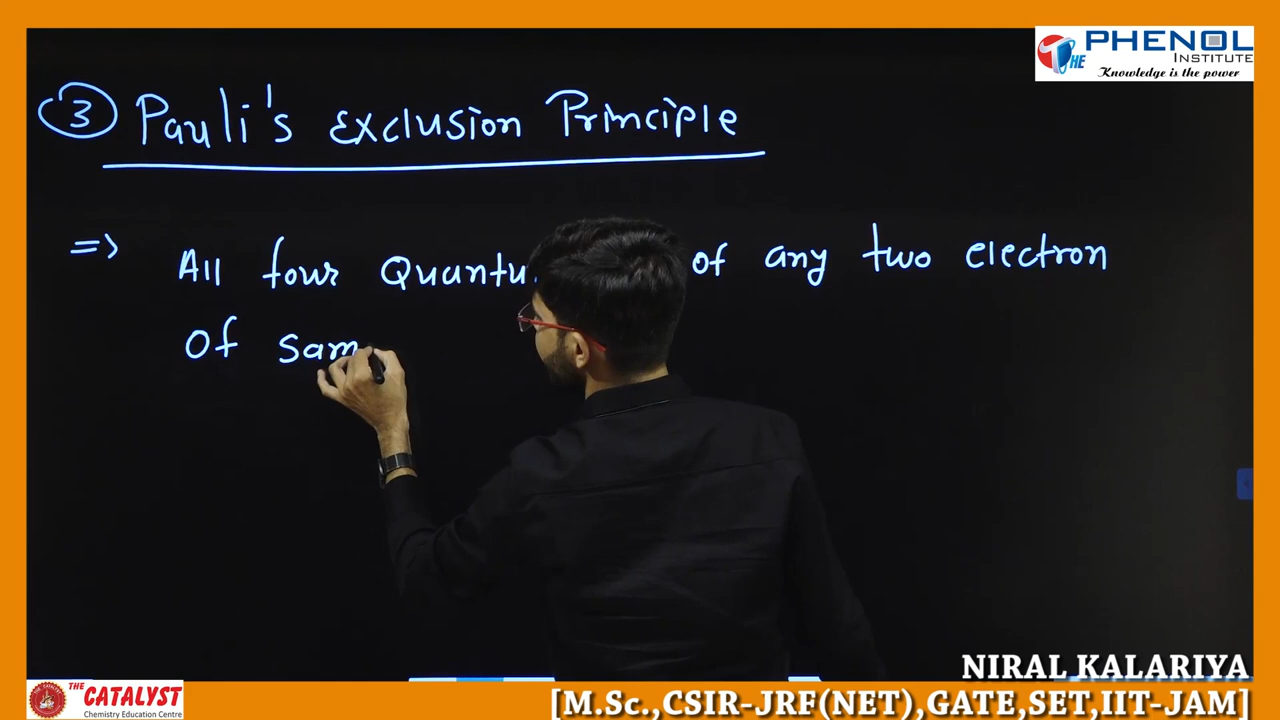 THE PHENOL
INSTITUTE
Knowledge is the power
3 Pauli's Exclusion Principle
=> All four of any two electron
of sam
NIRAL KALARIYA
THE CATALYST
Chemistry Education Centre
[M.Sc.,CSIR-JRF(NET),GATE,SET,IIT-JAM]